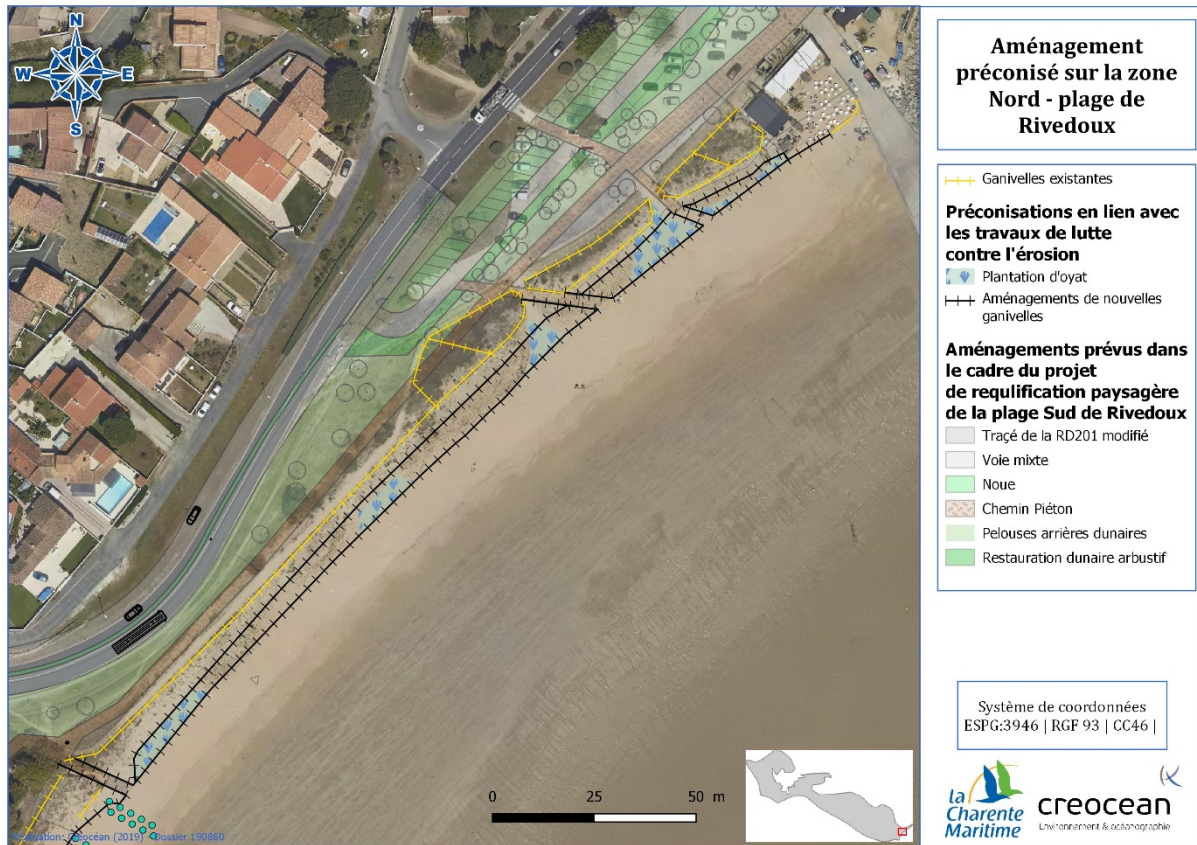 N
W
E
S
Aménagement
préconisé sur la zone
Nord - plage de
Rivedoux
Ganivelles existantes
Préconisations en lien avec
les travaux de lutte
contre l'érosion
Plantation d'oyat
Aménagements de nouvelles
ganivelles
Aménagements prévus dans
le cadre du projet
de requlification paysagère
de la plage Sud de Rivedoux
Tracé de la RD201 modifié
Voie mixte
Noue
Chemin Piéton
Pelouses arrières dunaires
Restauration dunaire arbustif
Système de coordonnées
ESPG:3946 | RGF 93 | CC46 |
0 25 50 m
la
Charente
Maritime
creocean
Environnement & océanographie
Réalisation: Créocéan (2019) - Dossier 190860